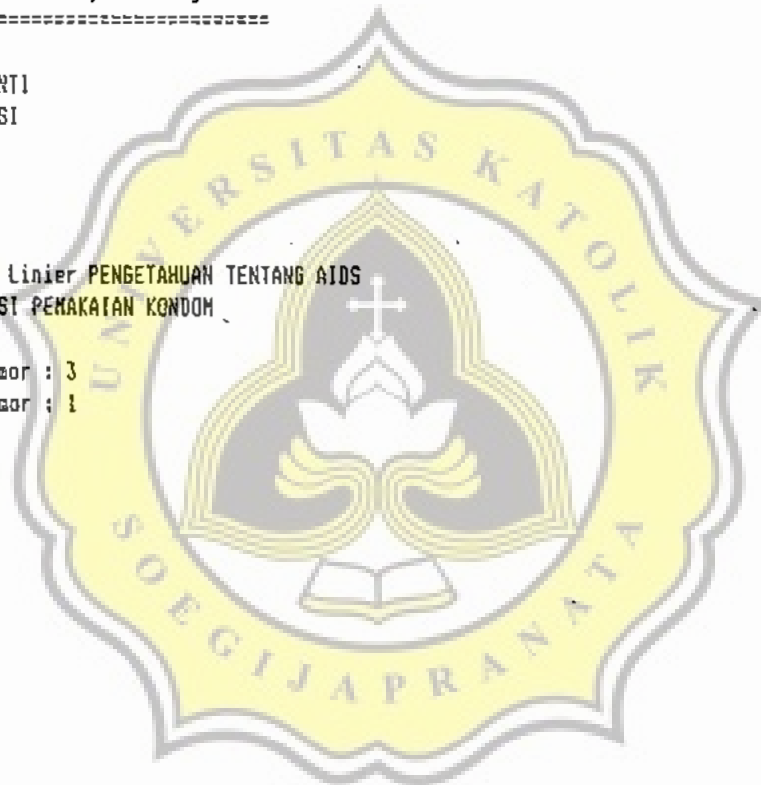 ==========================
RTI
SI
Linier PENGETAHUAN TENTANG AIDS
SI PEMAKAIAN KONDOM
mor : 3
mor : 1
UNIVERSITAS KATOLIK
SOEGIJAPRANATA